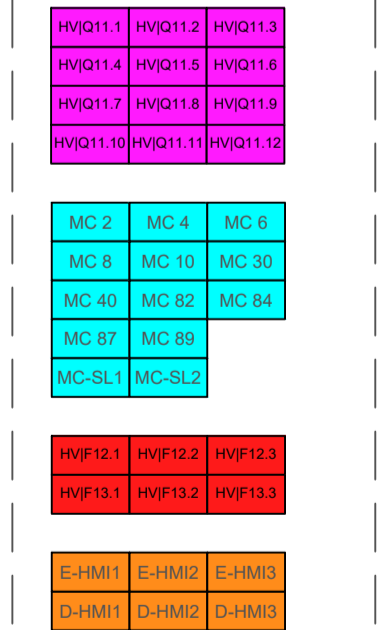 HV|Q11.1 HV|Q11.2 HV|Q11.3
HV|Q11.4 HV|Q11.5 HV|Q11.6
HV|Q11.7 HV|Q11.8 HV|Q11.9
HV|Q11.10 HV|Q11.11 HV|Q11.12
MC 2 MC 4 MC 6
MC 8 MC 10 MC 30
MC 40 MC 82 MC 84
MC 87 MC 89
MC-SL1 MC-SL2
HV|F12.1 HV|F12.2 HV|F12.3
HV|F13.1 HV|F13.2 HV|F13.3
E-HMI1 E-HMI2 E-HMI3
D-HMI1 D-HMI2 D-HMI3